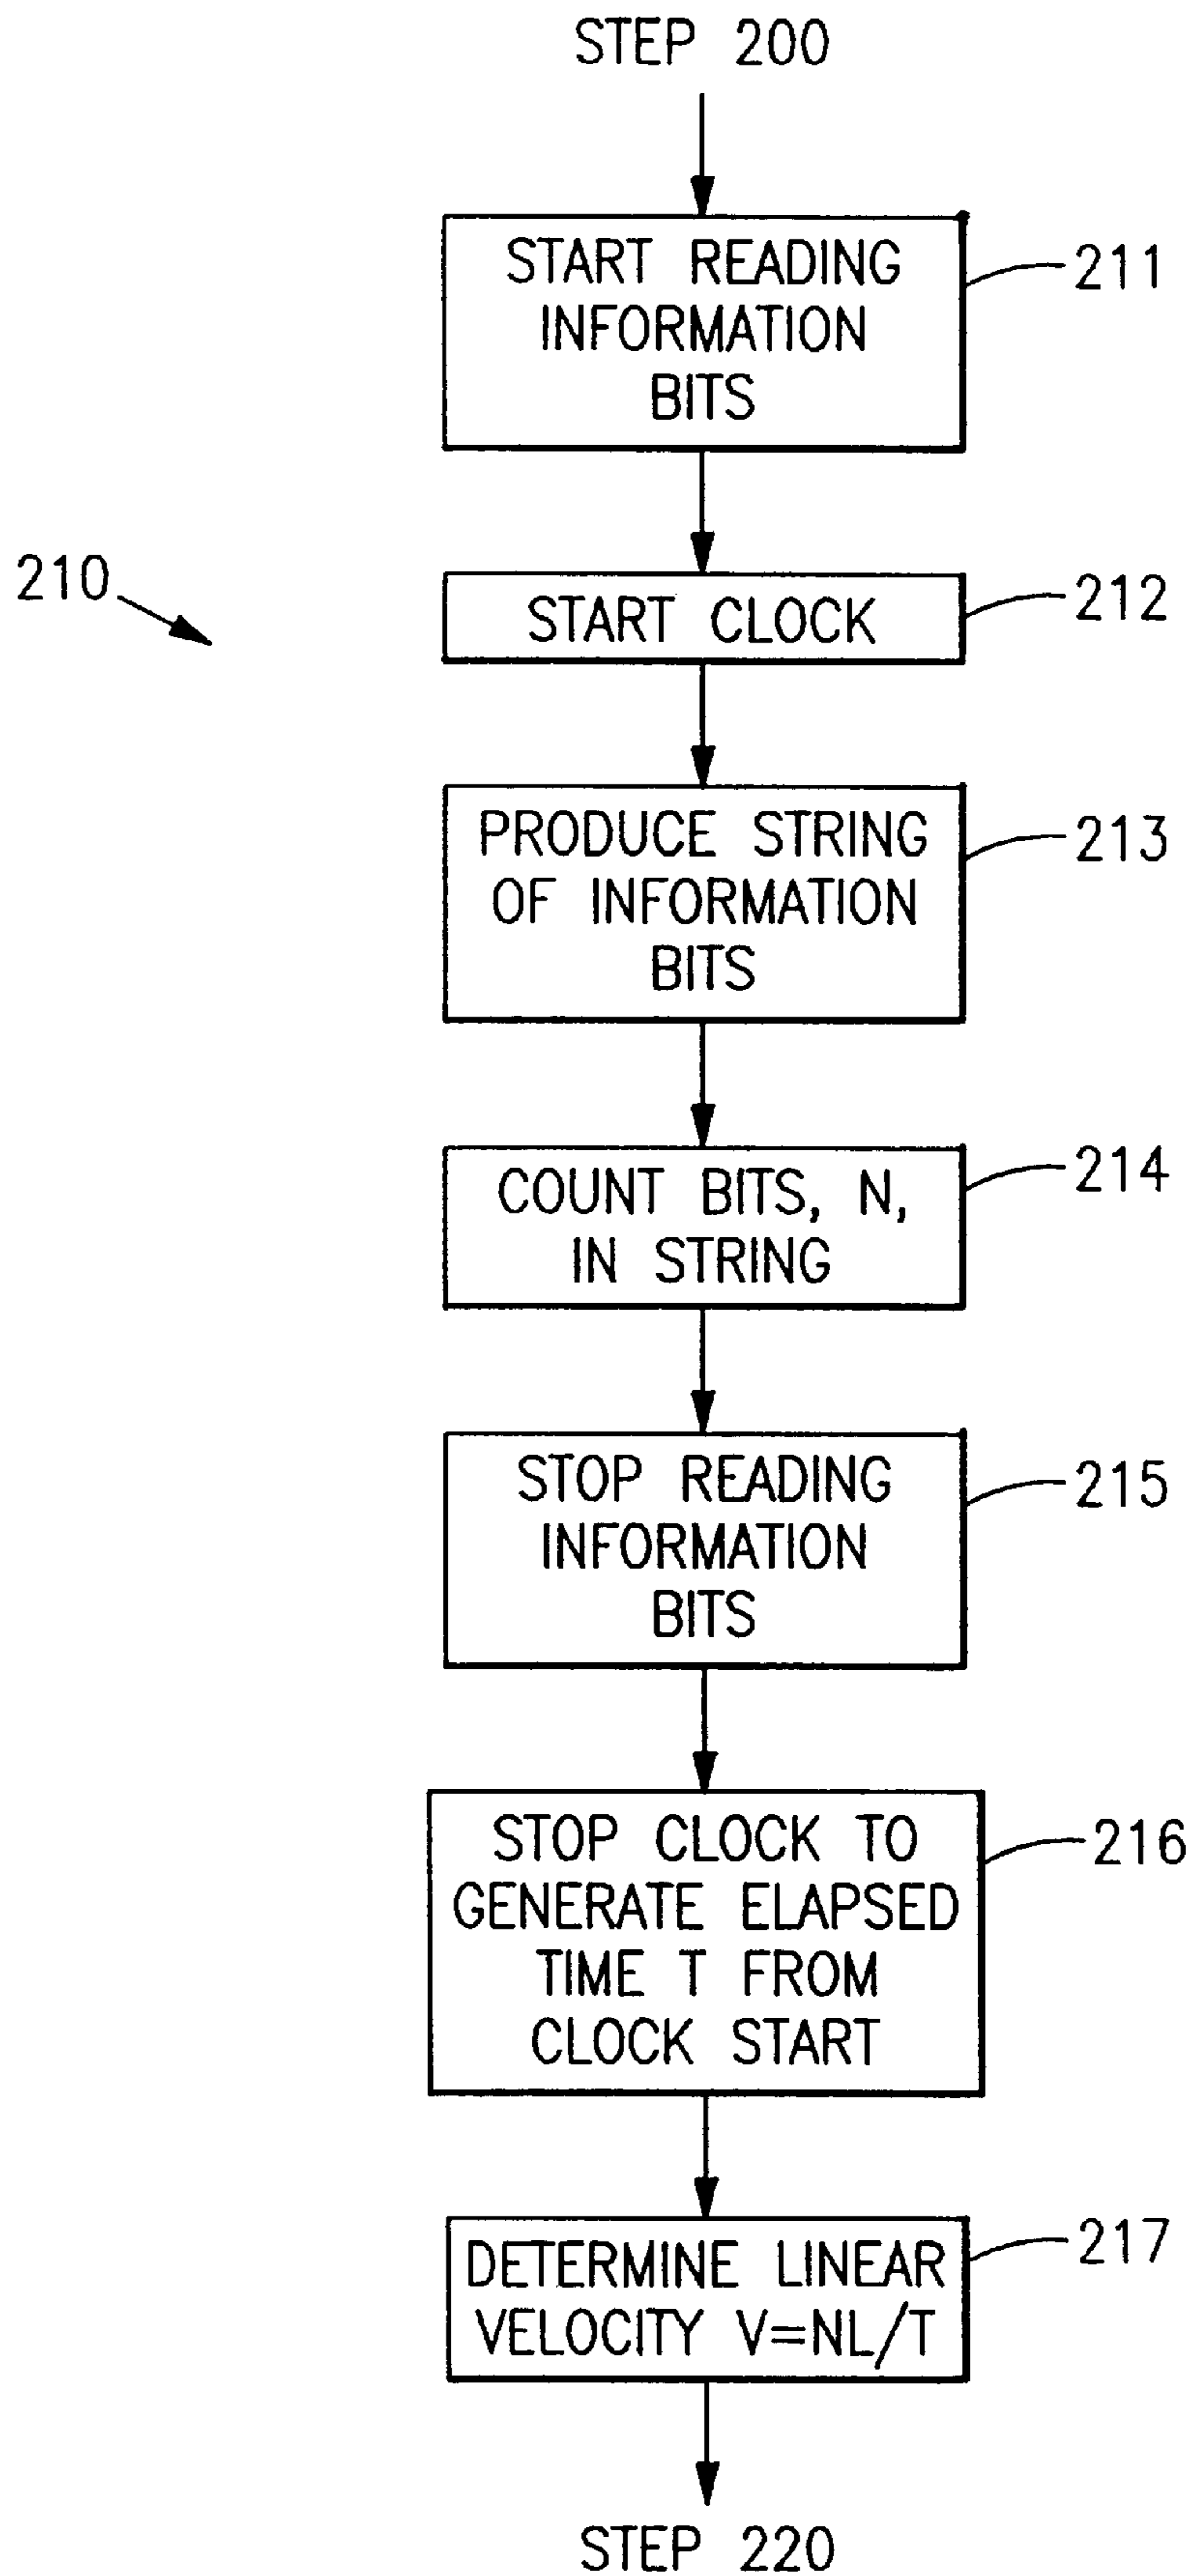 STEP 200
START READING
INFORMATION
BITS
211
210
START CLOCK
212
PRODUCE STRING
OF INFORMATION
BITS
213
COUNT BITS, N,
IN STRING
214
STOP READING
INFORMATION
BITS
215
STOP CLOCK TO
GENERATE ELAPSED
TIME T FROM
CLOCK START
216
DETERMINE LINEAR
VELOCITY V=NL/T
217
STEP 220